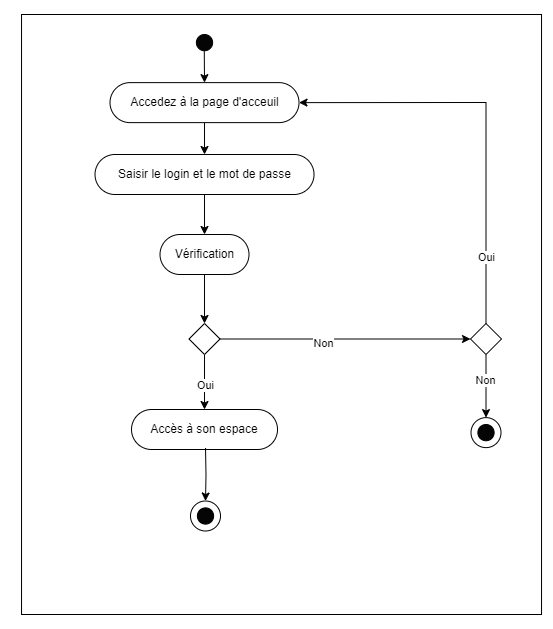 Accedez à la page d'acceuil
Saisir le login et le mot de passe
Vérification
Oui
Non
Oui
Non
Accès à son espace